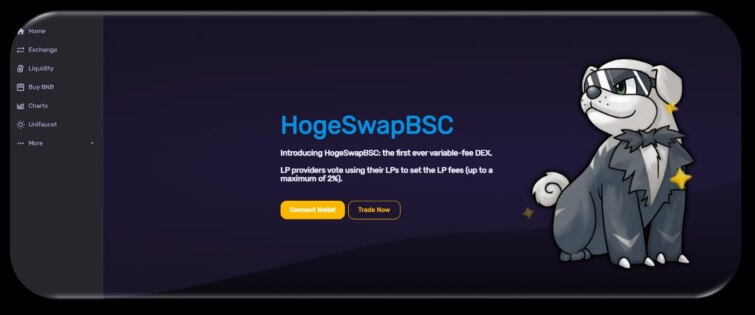 Home
Exchange
Liquidity
Buy BNB
Charts
Unifaucet
More
HogeSwapBSC
Introducing HogeSwapBSC: the first ever variable-fee DEX.
LP providers vote using their LPs to set the LP fees (up to a
maximum of 2%).
Connect Wallet Trade Now